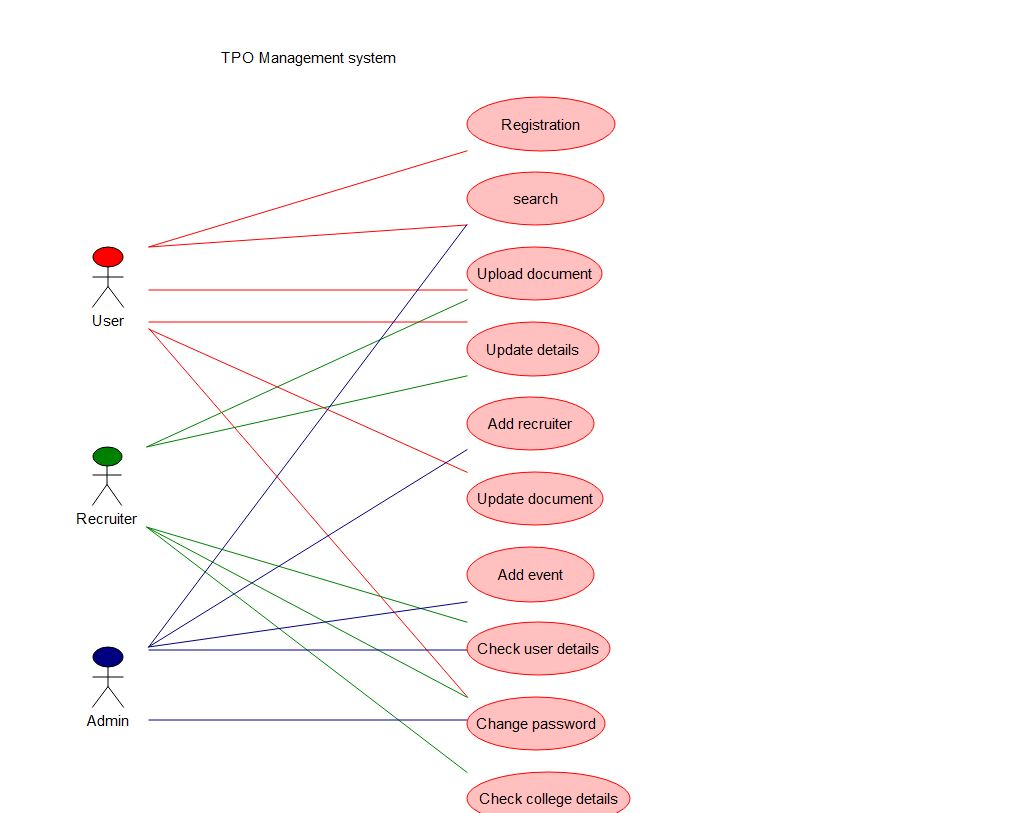 TPO Management system
Registration
search
Upload document
User
Update details
Add recruiter
Update document
Recruiter
Add event
Check user details
Admin
Change password
Check college details